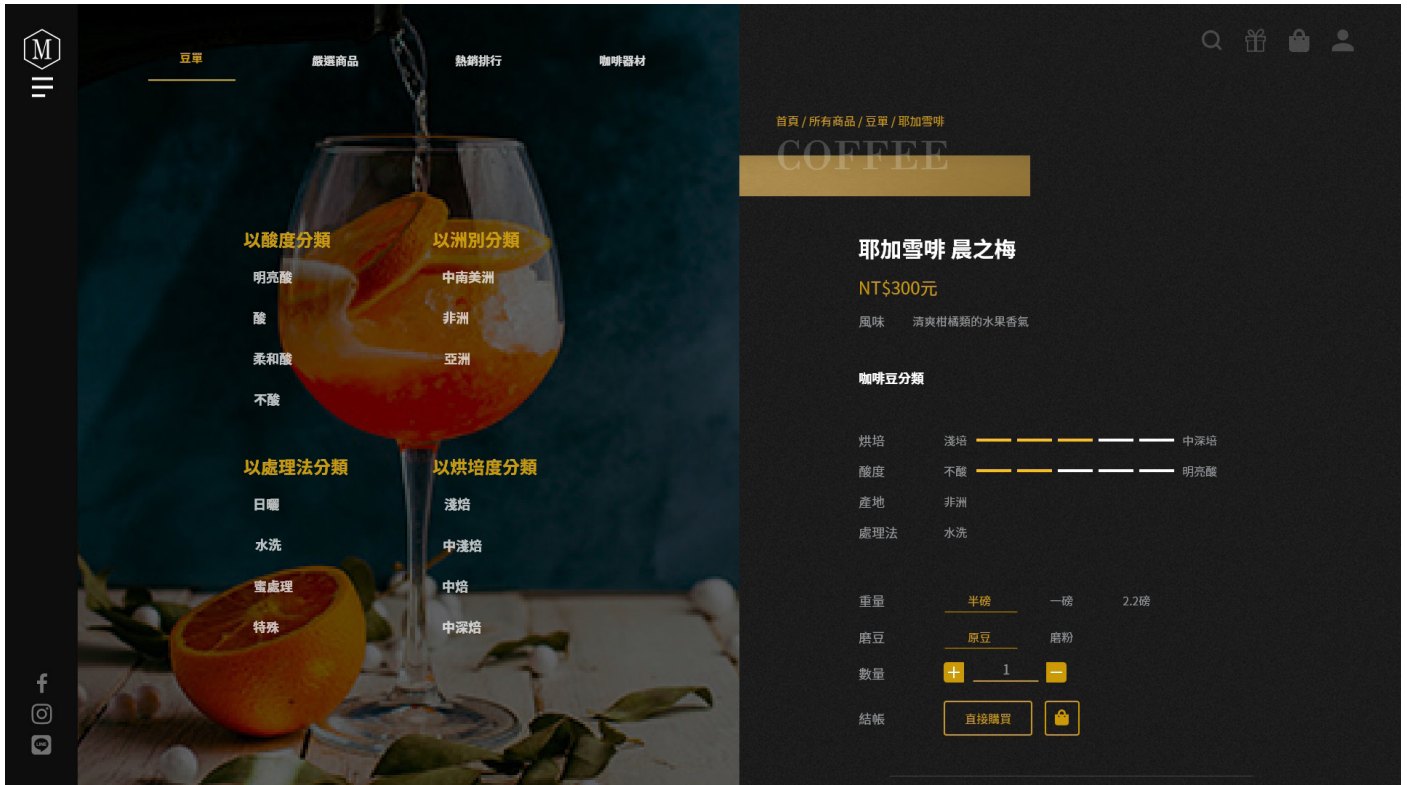 M
豆單
嚴選商品
熱銷排行
咖啡器材
以酸度分類
明亮酸
酸
柔和酸
不酸
以洲別分類
中南美洲
非洲
亞洲
以處理法分類
日曬
水洗
蜜處理
特殊
以烘培度分類
淺焙
中淺焙
中焙
中深焙
LINE
首頁 / 所有商品 / 豆單 / 耶加雪啡
COFFEE
耶加雪啡 晨之梅
NT$300元
風味 清爽柑橘類的水果香氣
咖啡豆分類
烘培 淺培 中深培
酸度 不酸 明亮酸
產地 非洲
處理法 水洗
重量 半磅 一磅 2.2磅
磨豆 原豆 磨粉
數量 + 1 −
結帳 直接購買